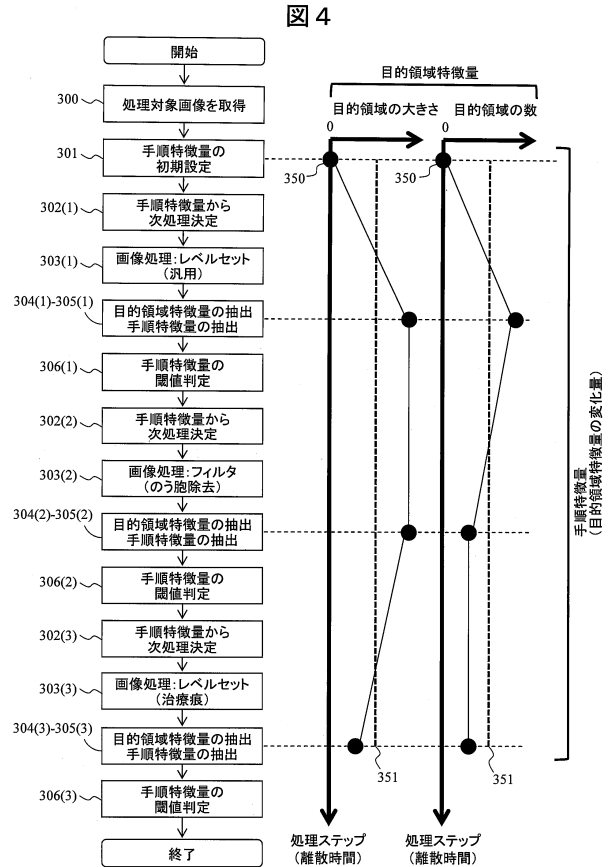 図4
開始
300
処理対象画像を取得
301
手順特徴量の
初期設定
302(1)
手順特徴量から
次処理決定
303(1)
画像処理:レベルセット
(汎用)
304(1)-305(1)
目的領域特徴量の抽出
手順特徴量の抽出
306(1)
手順特徴量の
閾値判定
302(2)
手順特徴量から
次処理決定
303(2)
画像処理:フィルタ
(のう胞除去)
304(2)-305(2)
目的領域特徴量の抽出
手順特徴量の抽出
306(2)
手順特徴量の
閾値判定
302(3)
手順特徴量から
次処理決定
303(3)
画像処理:レベルセット
(治療痕)
304(3)-305(3)
目的領域特徴量の抽出
手順特徴量の抽出
306(3)
手順特徴量の
閾値判定
終了
目的領域特徴量
目的領域の大きさ
目的領域の数
0
0
350
350
351
351
処理ステップ
(離散時間)
処理ステップ
(離散時間)
手順特徴量
(目的領域特徴量の変化量)